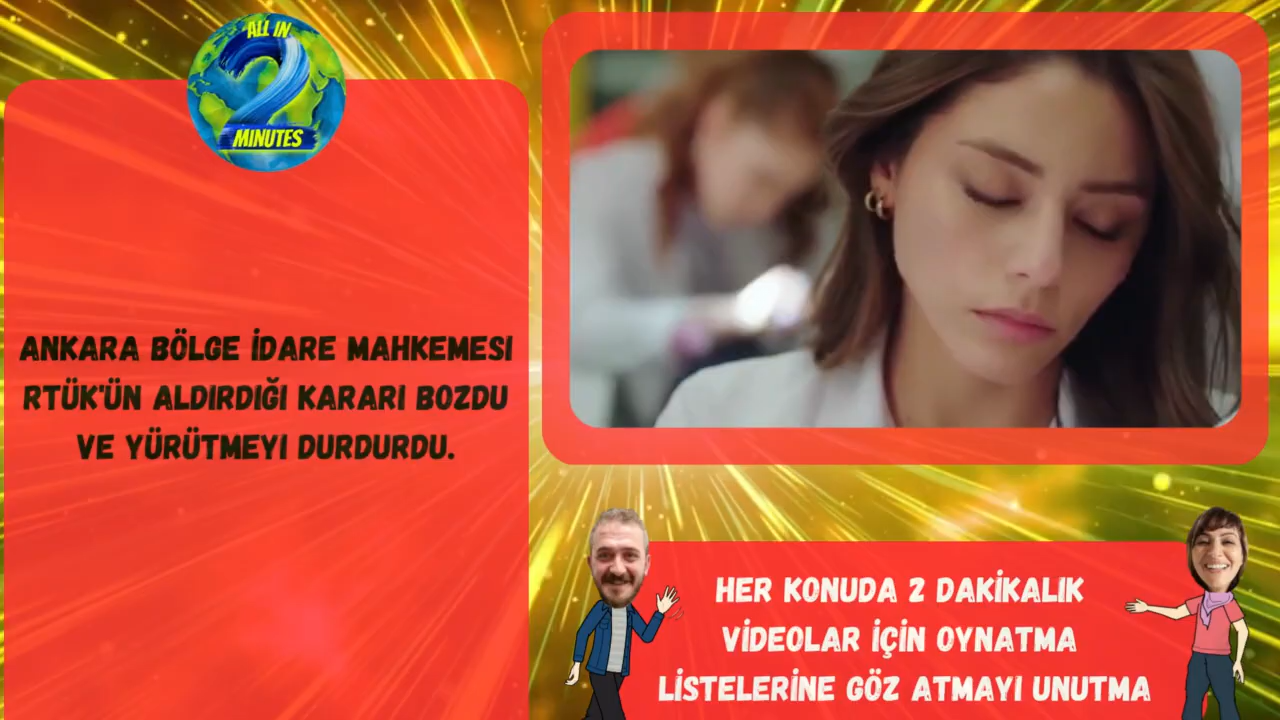 ALL IN
2
MINUTES
ANKARA BÖLGE İDARE MAHKEMESI
RTÜK'ÜN ALDIRDIĞI KARARI BOZDU
VE YÜRÜTMEYI DURDURDU.
HER KONUDA 2 DAKİKALIK
VİDEOLAR İÇİN OYNATMA
LİSTELERİNE GÖZ ATMAYI UNUTMA